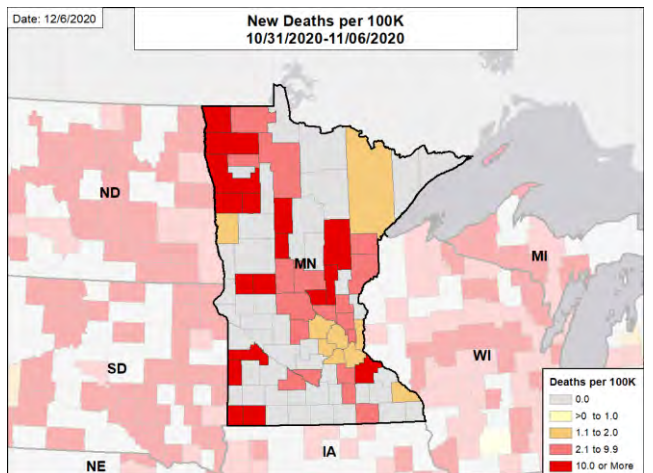 Date: 12/6/2020
New Deaths per 100K
10/31/2020-11/06/2020
ND
MN
MI
SD
WI
IA
NE
Deaths per 100K
0.0
>0 to 1.0
1.1 to 2.0
2.1 to 9.9
10.0 or More